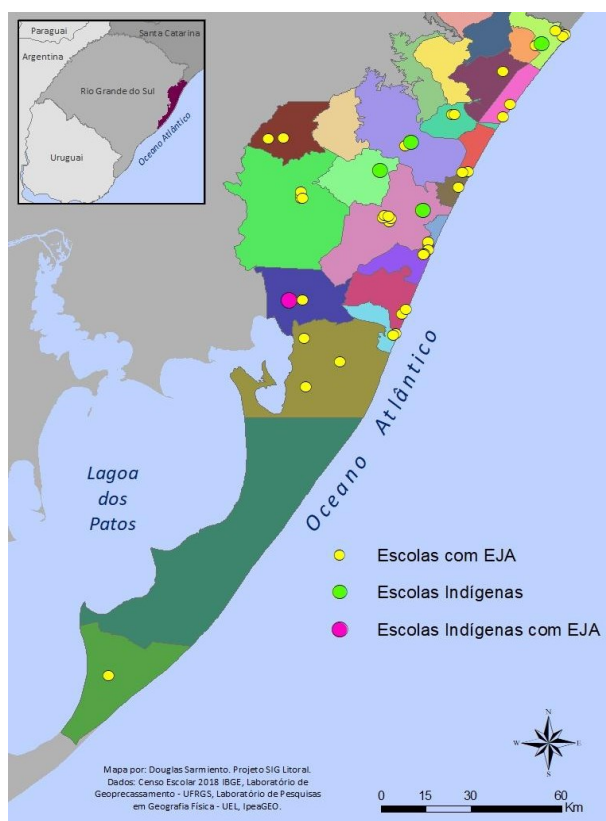 Paraguai
Santa Catarina
Argentina
Rio Grande do Sul
Oceano Atlântico
Uruguai
Lagoa
dos
Patos
Oceano Atlântico
Escolas com EJA
Escolas Indígenas
Escolas Indígenas com EJA
N
W E
S
Mapa por: Douglas Sarmiento. Projeto SIG Litoral.
Dados: Censo Escolar 2018 IBGE, Laboratório de
Geoprecassamento - UFRGS, Laboratório de Pesquisas
em Geografia Física - UEL, IpeaGEO.
0 15 30 60
Km